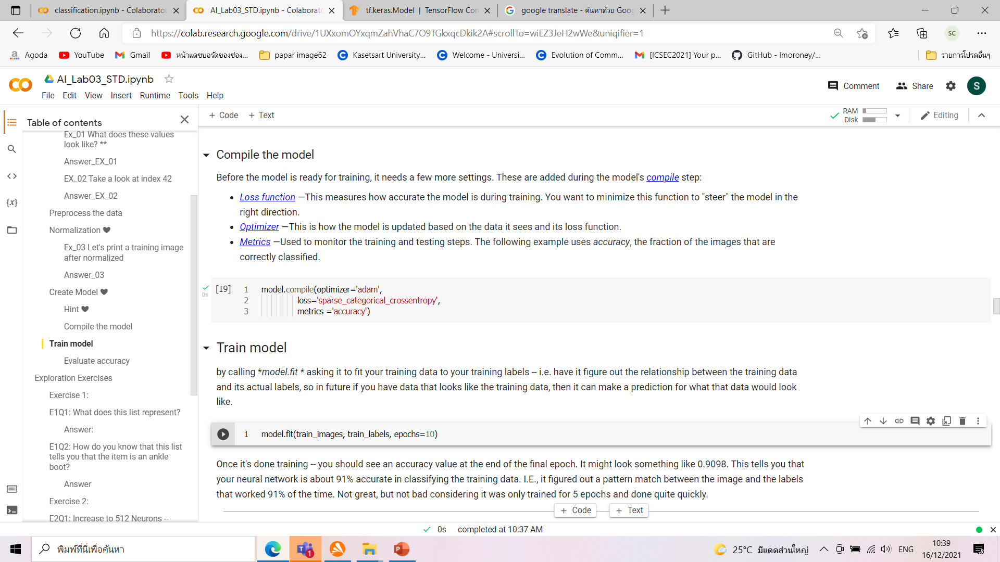 classification.ipynb - Colaborator
AI_Lab03_STD.ipynb - Colaborato
tf.keras.Model | TensorFlow Cor
google translate - ค้นหาด้วย Goog
https://colab.research.google.com/drive/1UXxomOYxqmZahVhaC7O9TGkxqcDkik2A#scrollTo=wiEZ3JeH2wWe&uniqifier=1
SC
Agoda
YouTube
Gmail
หน้าแดชบอร์ดของช่อง...
papar image62
Kasetsart University...
Welcome - Universi...
Evolution of Comm...
[ICSEC2021] Your p...
GitHub - lmoroney/...
รายการโปรดอื่นๆ
AI_Lab03_STD.ipynb
File Edit View Insert Runtime Tools Help
Comment
Share
S
+ Code + Text
RAM
Disk
Editing
Table of contents
Ex_01 What does these values
look like? **
Answer_EX_01
EX_02 Take a look at index 42
Answer_EX_02
Preprocess the data
Normalization 🖤
Ex_03 Let's print a training image
after normalized
Answer_03
Create Model 🖤
Hint 🖤
Compile the model
Train model
Evaluate accuracy
Exploration Exercises
Exercise 1:
E1Q1: What does this list represent?
Answer:
E1Q2: How do you know that this list
tells you that the item is an ankle
boot?
Answer
Exercise 2:
E2Q1: Increase to 512 Neurons --
Compile the model
Before the model is ready for training, it needs a few more settings. These are added during the model's compile step:
• Loss function —This measures how accurate the model is during training. You want to minimize this function to "steer" the model in the
right direction.
• Optimizer —This is how the model is updated based on the data it sees and its loss function.
• Metrics —Used to monitor the training and testing steps. The following example uses accuracy, the fraction of the images that are
correctly classified.
0s
[19]
1 model.compile(optimizer='adam',
2 loss='sparse_categorical_crossentropy',
3 metrics ='accuracy')
Train model
by calling *model.fit * asking it to fit your training data to your training labels -- i.e. have it figure out the relationship between the training data
and its actual labels, so in future if you have data that looks like the training data, then it can make a prediction for what that data would look
like.
1 model.fit(train_images, train_labels, epochs=10)
Once it's done training -- you should see an accuracy value at the end of the final epoch. It might look something like 0.9098. This tells you that
your neural network is about 91% accurate in classifying the training data. I.E., it figured out a pattern match between the image and the labels
that worked 91% of the time. Not great, but not bad considering it was only trained for 5 epochs and done quite quickly.
+ Code + Text
0s completed at 10:37 AM
พิมพ์ที่นี่เพื่อค้นหา
1
25°C มีแดดส่วนใหญ่
ENG
10:39
16/12/2021